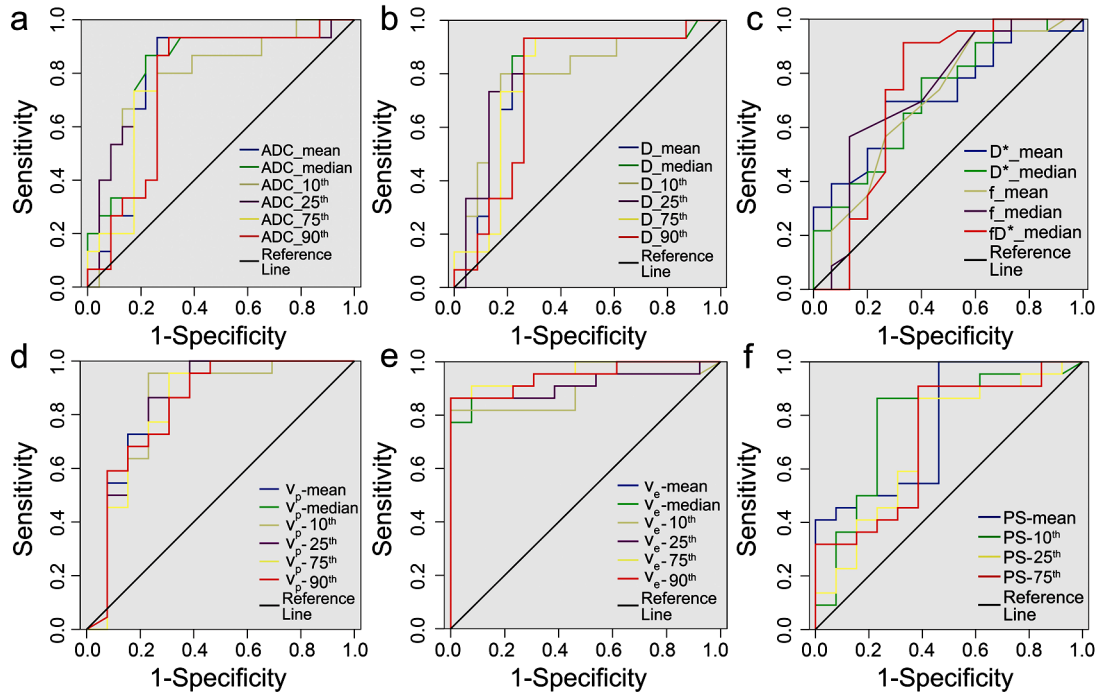 a
Sensitivity
1.0
0.8
0.6
0.4
0.2
0.0
ADC_mean
ADC_median
ADC_10th
ADC_25th
ADC_75th
ADC_90th
Reference
Line
0.0 0.2 0.4 0.6 0.8 1.0
1-Specificity
b
Sensitivity
1.0
0.8
0.6
0.4
0.2
0.0
D_mean
D_median
D_10th
D_25th
D_75th
D_90th
Reference
Line
0.0 0.2 0.4 0.6 0.8 1.0
1-Specificity
c
Sensitivity
1.0
0.8
0.6
0.4
0.2
0.0
D*_mean
D*_median
f_mean
f_median
fD*_median
Reference
Line
0.0 0.2 0.4 0.6 0.8 1.0
1-Specificity
d
Sensitivity
1.0
0.8
0.6
0.4
0.2
0.0
Vp-mean
Vp-median
Vp-10th
Vp-25th
Vp-75th
Vp-90th
Reference
Line
0.0 0.2 0.4 0.6 0.8 1.0
1-Specificity
e
Sensitivity
1.0
0.8
0.6
0.4
0.2
0.0
Ve-mean
Ve-median
Ve-10th
Ve-25th
Ve-75th
Ve-90th
Reference
Line
0.0 0.2 0.4 0.6 0.8 1.0
1-Specificity
f
Sensitivity
1.0
0.8
0.6
0.4
0.2
0.0
PS-mean
PS-10th
PS-25th
PS-75th
Reference
Line
0.0 0.2 0.4 0.6 0.8 1.0
1-Specificity